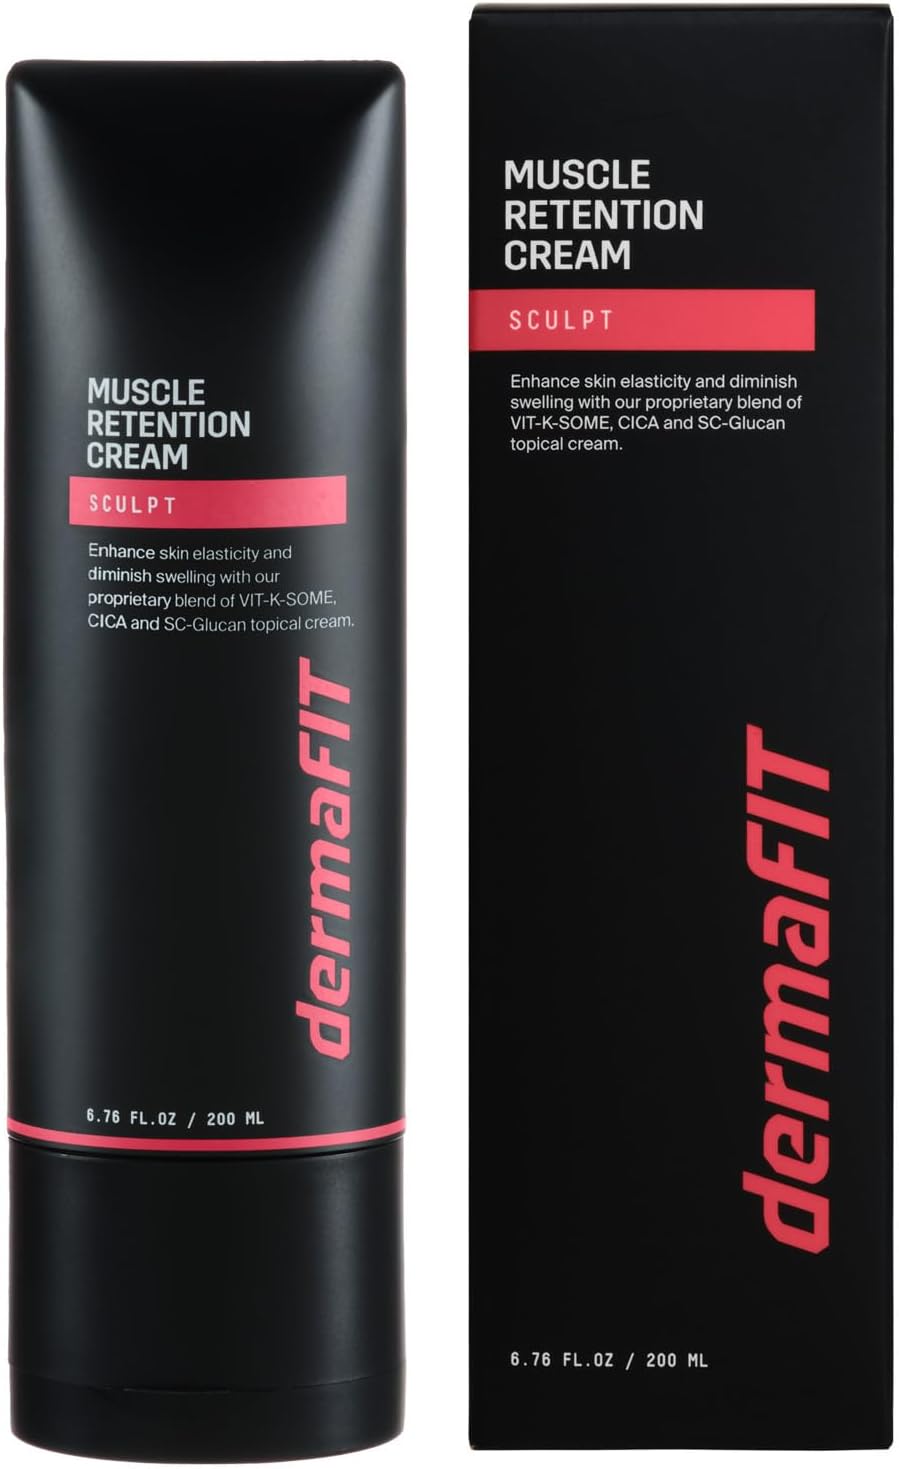 MUSCLE
RETENTION
CREAM
SCULPT
Enhance skin elasticity and
diminish swelling with our
proprietary blend of VIT-K-SOME,
CICA and SC-Glucan topical cream.
dermaFIT
6.76 FL.OZ / 200 ML
MUSCLE
RETENTION
CREAM
SCULPT
Enhance skin elasticity and diminish
swelling with our proprietary blend of
VIT-K-SOME, CICA and SC-Glucan
topical cream.
dermaFIT
6.76 FL.OZ / 200 ML